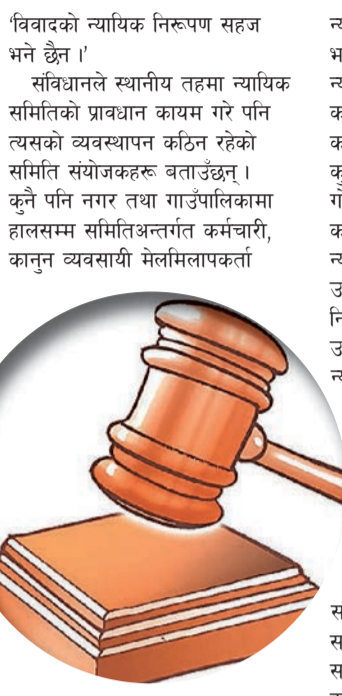 ‘विवादको न्यायिक निरूपण सहज
भने छैन ।’
संविधानले स्थानीय तहमा न्यायिक
समितिको प्रावधान कायम गरे पनि
त्यसको व्यवस्थापन कठिन रहेको
समिति संयोजकहरू बताउँछन् ।
कुनै पनि नगर तथा गाउँपालिकामा
हालसम्म समितिअन्तर्गत कर्मचारी,
कानुन व्यवसायी मेलमिलापकर्ता